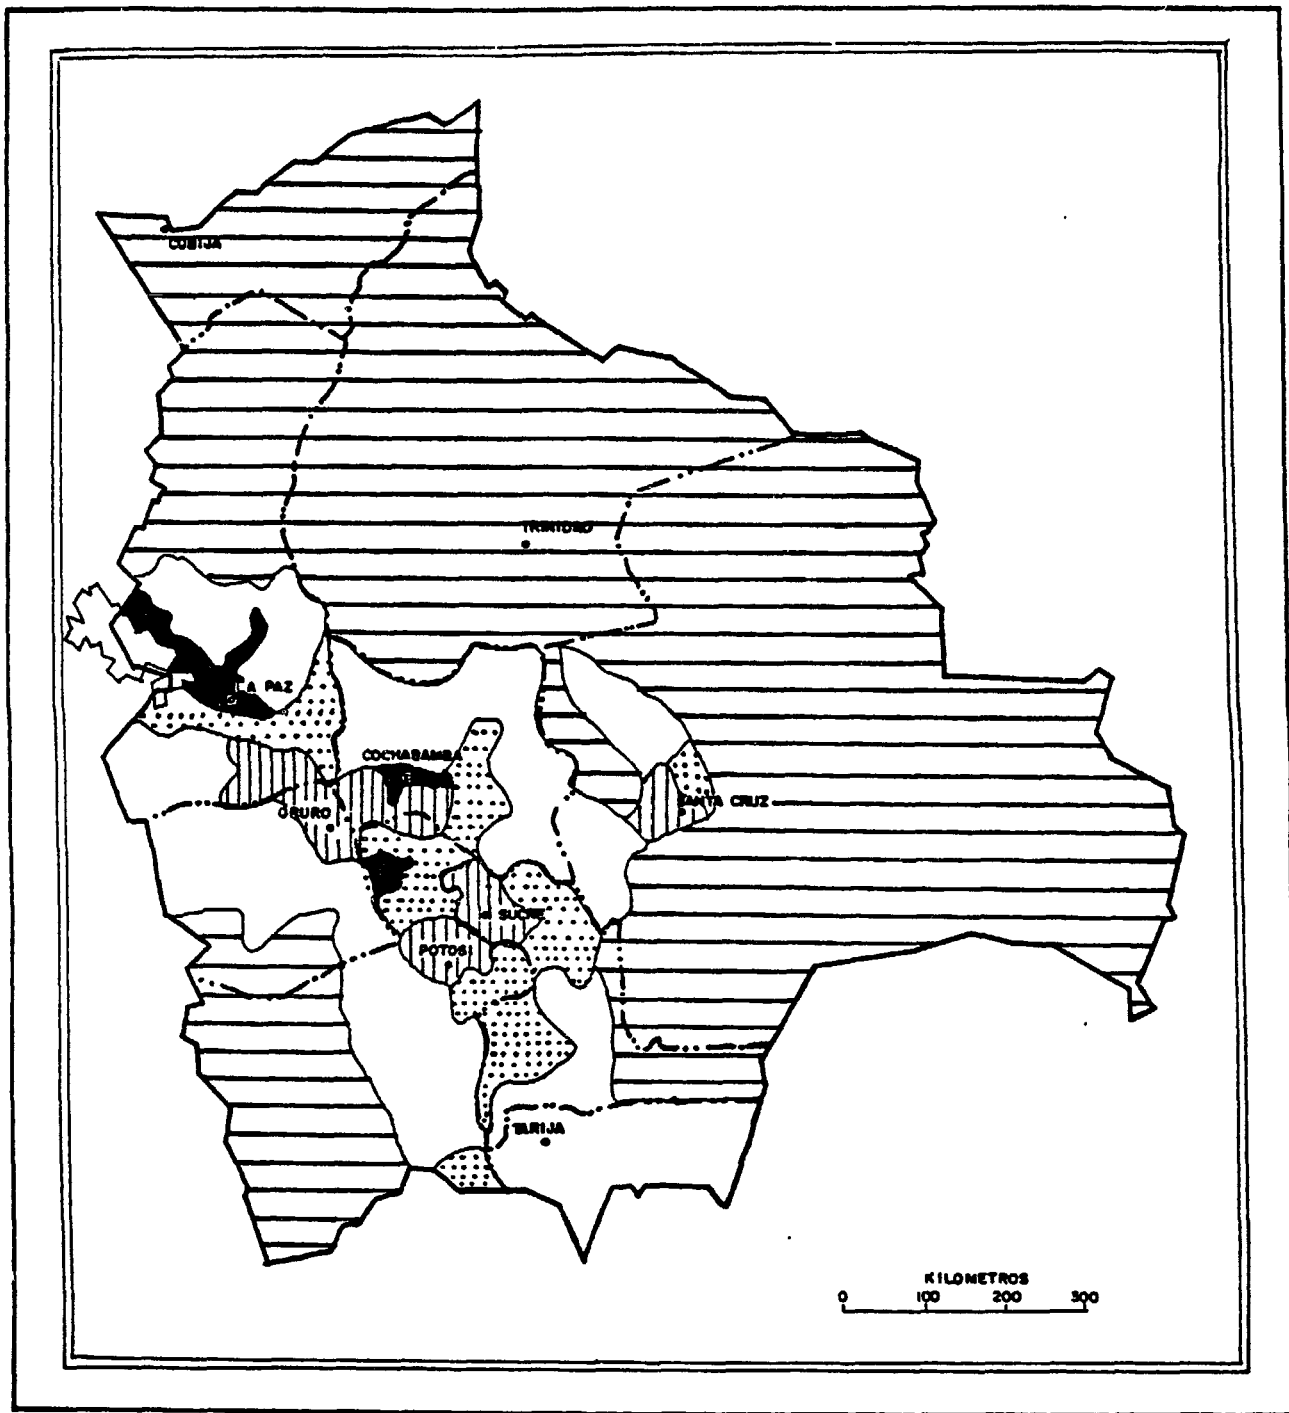 COBIJA
TRINIDAD
LA PAZ
COCHABAMBA
SANTA CRUZ
ORURO
SUCRE
POTOSI
TARIJA
KILOMETROS
0 100 200 300